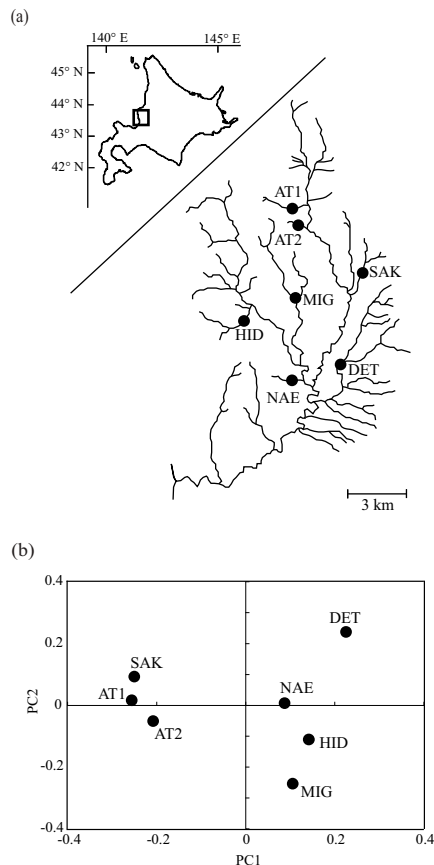 (a)
140° E 145° E
45° N
44° N
43° N
42° N
AT1
AT2
SAK
MIG
HID
DET
NAE
3 km
(b)
0.4
DET
0.2
SAK
NAE
AT1
PC2
0
AT2
HID
-0.2
MIG
-0.4
-0.4 -0.2 0 0.2 0.4
PC1